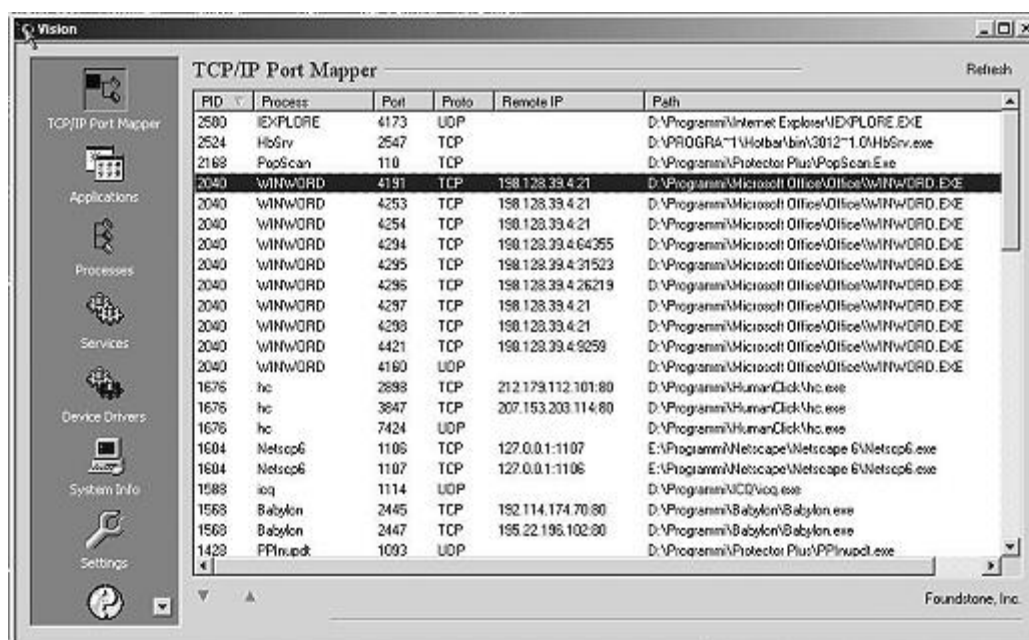 Vision
TCP/IP Port Mapper
Refresh
TCP/IP Port Mapper
Applications
Processes
Services
Device Drivers
System Info
Settings
PID Process Port Proto Remote IP Path
2580 IEXPLORE 4173 UDP D:\Programmi\Internet Explorer\IEXPLORE.EXE
2524 HbSrv 2547 TCP D:\PROGRA~1\Hotbar\bin\3012~1.0\HbSrv.exe
2168 PopScan 110 TCP D:\Programmi\Protector Plus\PopScan.Exe
2040 WINWORD 4191 TCP 198.128.39.4:21 D:\Programmi\Microsoft Office\Office\WINWORD.EXE
2040 WINWORD 4253 TCP 198.128.39.4:21 D:\Programmi\Microsoft Office\Office\WINWORD.EXE
2040 WINWORD 4254 TCP 198.128.39.4:21 D:\Programmi\Microsoft Office\Office\WINWORD.EXE
2040 WINWORD 4294 TCP 198.128.39.4:64355 D:\Programmi\Microsoft Office\Office\WINWORD.EXE
2040 WINWORD 4295 TCP 198.128.39.4:31523 D:\Programmi\Microsoft Office\Office\WINWORD.EXE
2040 WINWORD 4296 TCP 198.128.39.4:26219 D:\Programmi\Microsoft Office\Office\WINWORD.EXE
2040 WINWORD 4297 TCP 198.128.39.4:21 D:\Programmi\Microsoft Office\Office\WINWORD.EXE
2040 WINWORD 4298 TCP 198.128.39.4:21 D:\Programmi\Microsoft Office\Office\WINWORD.EXE
2040 WINWORD 4421 TCP 198.128.39.4:9259 D:\Programmi\Microsoft Office\Office\WINWORD.EXE
2040 WINWORD 4160 UDP D:\Programmi\Microsoft Office\Office\WINWORD.EXE
1676 hc 2898 TCP 212.179.112.101:80 D:\Programmi\HumanClick\hc.exe
1676 hc 3847 TCP 207.153.203.114:80 D:\Programmi\HumanClick\hc.exe
1676 hc 7424 UDP D:\Programmi\HumanClick\hc.exe
1604 Netscp6 1106 TCP 127.0.0.1:1107 E:\Programmi\Netscape\Netscape 6\Netscp6.exe
1604 Netscp6 1107 TCP 127.0.0.1:1106 E:\Programmi\Netscape\Netscape 6\Netscp6.exe
1588 icq 1114 UDP D:\Programmi\ICQ\icq.exe
1568 Babylon 2445 TCP 192.114.174.70:80 D:\Programmi\Babylon\Babylon.exe
1568 Babylon 2447 TCP 195.22.196.102:80 D:\Programmi\Babylon\Babylon.exe
1428 PPInupdt 1093 UDP D:\Programmi\Protector Plus\PPInupdt.exe
Foundstone, Inc.